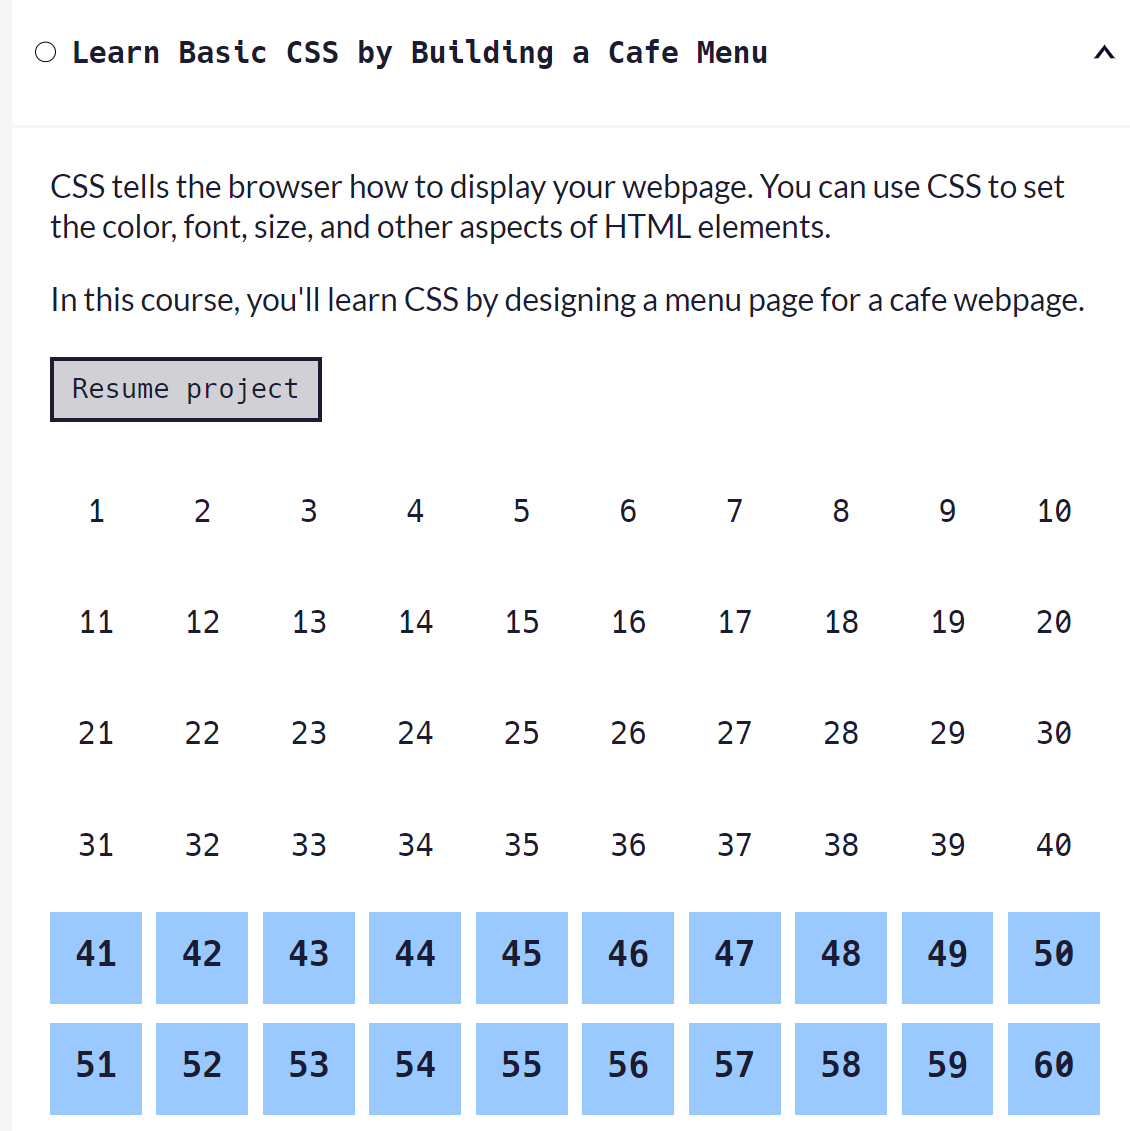 Learn Basic CSS by Building a Cafe Menu
CSS tells the browser how to display your webpage. You can use CSS to set
the color, font, size, and other aspects of HTML elements.
In this course, you'll learn CSS by designing a menu page for a cafe webpage.
Resume project
1 2 3 4 5 6 7 8 9 10
11 12 13 14 15 16 17 18 19 20
21 22 23 24 25 26 27 28 29 30
31 32 33 34 35 36 37 38 39 40
41 42 43 44 45 46 47 48 49 50
51 52 53 54 55 56 57 58 59 60